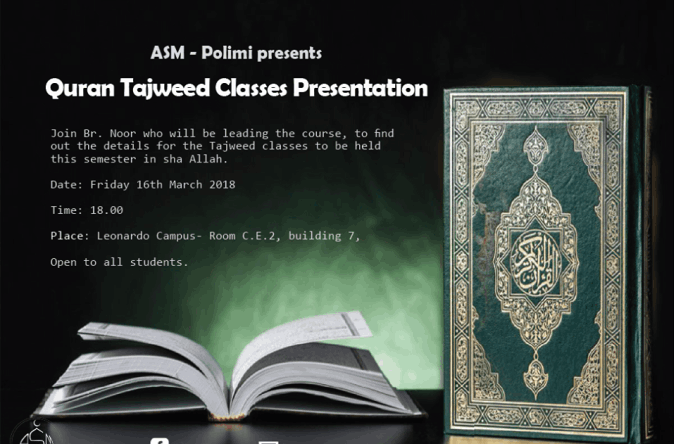 ASM - Polimi presents
Quran Tajweed Classes Presentation
Join Br. Noor who will be leading the course, to find
out the details for the Tajweed classes to be held
this semester in sha Allah.
Date: Friday 16th March 2018
Time: 18.00
Place: Leonardo Campus- Room C.E.2, building 7,
Open to all students.
القرآن الكريم